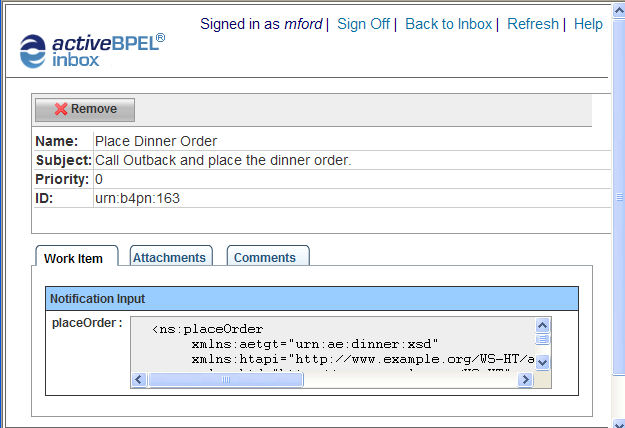 Signed in as mford | Sign Off | Back to Inbox | Refresh | Help
activeBPEL®
inbox
Remove
Name: Place Dinner Order
Subject: Call Outback and place the dinner order.
Priority: 0
ID: urn:b4pn:163
Work Item Attachments Comments
Notification Input
placeOrder : <ns:placeOrder
xmlns:aetgt="urn:ae:dinner:xsd"
xmlns:htapi="http://www.example.org/WS-HT/a